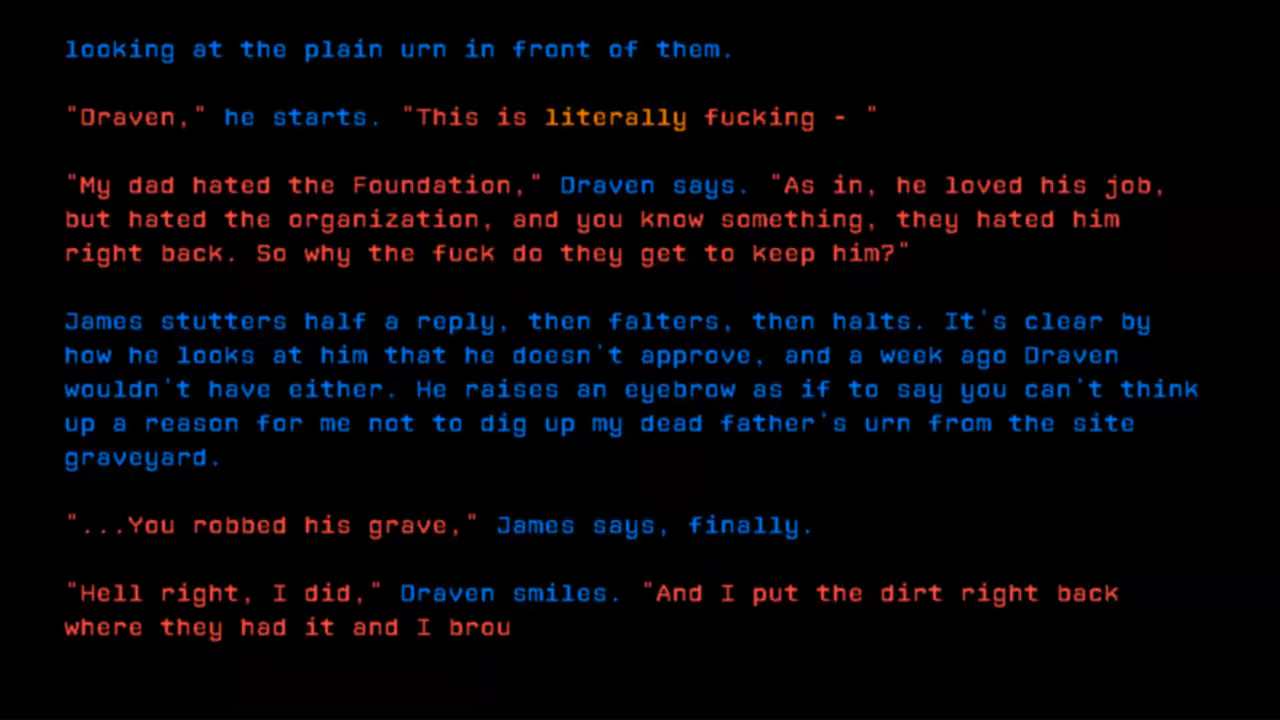 looking at the plain urn in front of them.
"Draven," he starts. "This is literally fucking - "
"My dad hated the Foundation," Draven says. "As in, he loved his job,
but hated the organization, and you know something, they hated him
right back. So why the fuck do they get to keep him?"
James stutters half a reply, then falters, then halts. It's clear by
how he looks at him that he doesn't approve, and a week ago Draven
wouldn't have either. He raises an eyebrow as if to say you can't think
up a reason for me not to dig up my dead father's urn from the site
graveyard.
"...You robbed his grave," James says, finally.
"Hell right, I did," Draven smiles. "And I put the dirt right back
where they had it and I brou